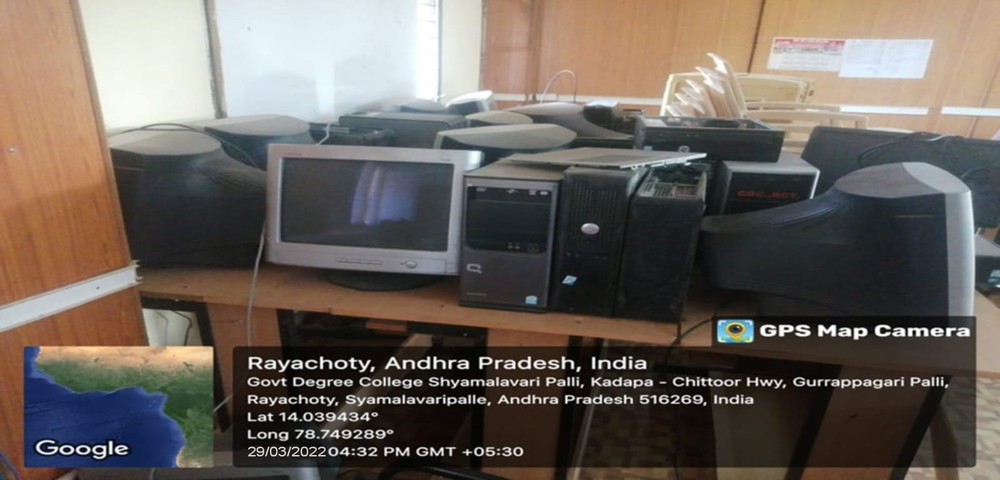 GDC_RCT
GPS Map Camera
Rayachoty, Andhra Pradesh, India
Govt Degree College Shyamalavari Palli, Kadapa - Chittoor Hwy, Gurrappagari Palli,
Rayachoty, Syamalavaripalle, Andhra Pradesh 516269, India
Lat 14.039434°
Long 78.749289°
29/03/2022 04:32 PM GMT +05:30
Google